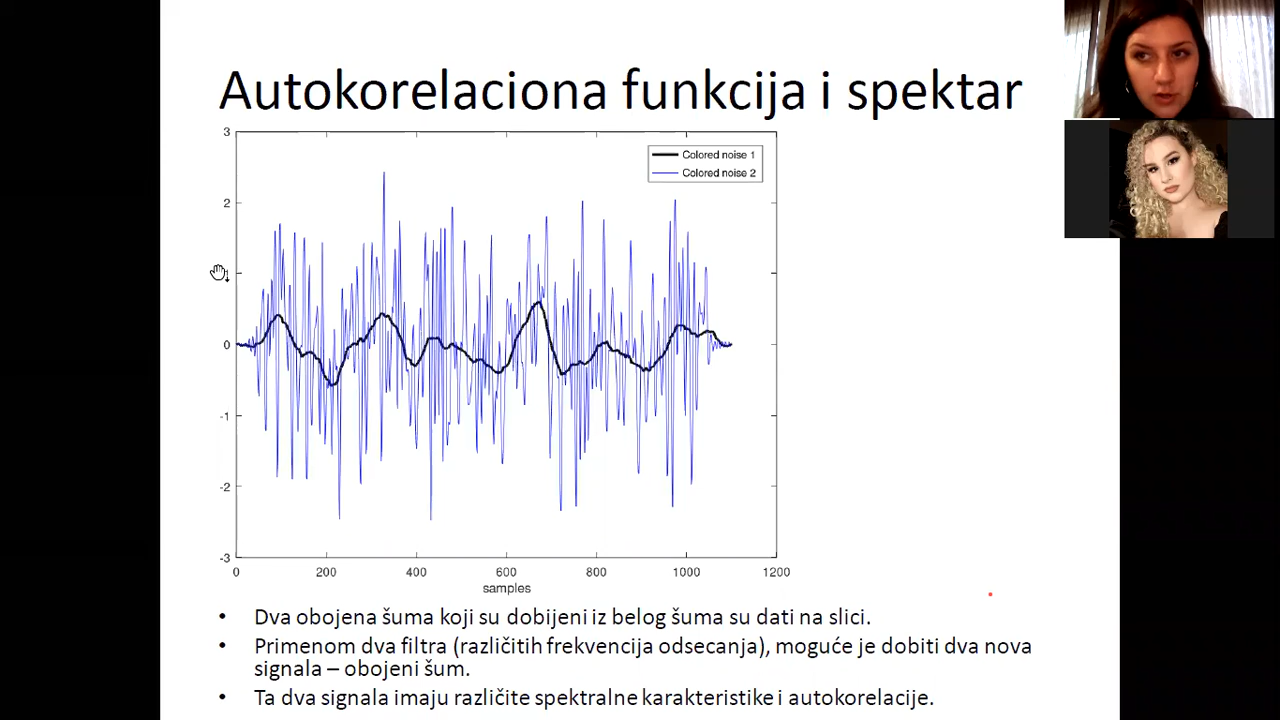 Autokorelaciona funkcija i spektar
3
Colored noise 1
Colored noise 2
2
1
0
-1
-2
-3
0 200 400 600 800 1000 1200
samples
• Dva obojena šuma koji su dobijeni iz belog šuma su dati na slici.
• Primenom dva filtra (različitih frekvencija odsecanja), moguće je dobiti dva nova
signala – obojeni šum.
• Ta dva signala imaju različite spektralne karakteristike i autokorelacije.